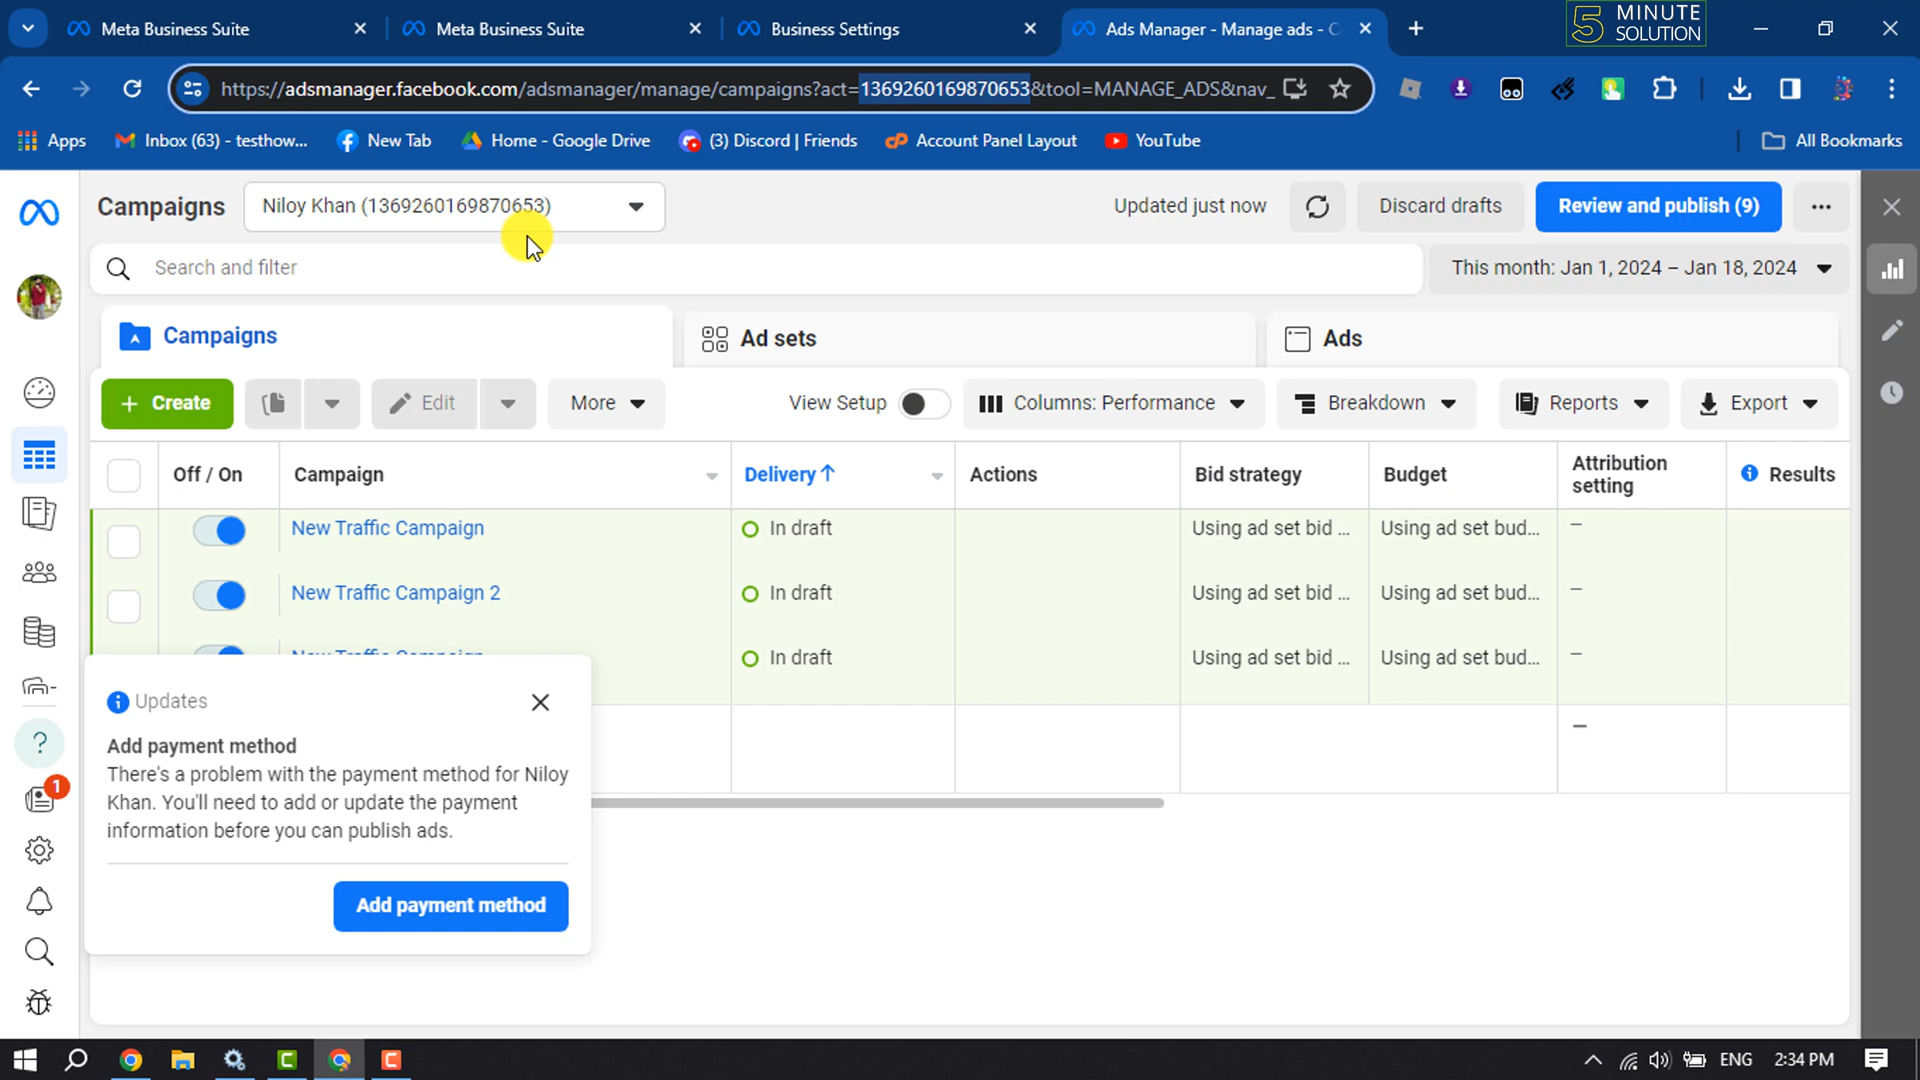 Meta Business Suite
Meta Business Suite
Business Settings
Ads Manager - Manage ads - C
5 MINUTE SOLUTION
https://adsmanager.facebook.com/adsmanager/manage/campaigns?act=1369260169870653&tool=MANAGE_ADS&nav_
Apps
Inbox (63) - testhow...
New Tab
Home - Google Drive
(3) Discord | Friends
Account Panel Layout
YouTube
All Bookmarks
Campaigns
Niloy Khan (1369260169870653)
Updated just now
Discard drafts
Review and publish (9)
Search and filter
This month: Jan 1, 2024 – Jan 18, 2024
Campaigns
Ad sets
Ads
+ Create
Edit
More
View Setup
Columns: Performance
Breakdown
Reports
Export
Off / On
Campaign
Delivery↑
Actions
Bid strategy
Budget
Attribution
setting
Results
New Traffic Campaign
In draft
Using ad set bid ...
Using ad set bud...
–
New Traffic Campaign 2
In draft
Using ad set bid ...
Using ad set bud...
–
New Traffic Campaign
In draft
Using ad set bid ...
Using ad set bud...
–
–
Updates
Add payment method
There's a problem with the payment method for Niloy
Khan. You'll need to add or update the payment
information before you can publish ads.
Add payment method
?
1
ENG
2:34 PM